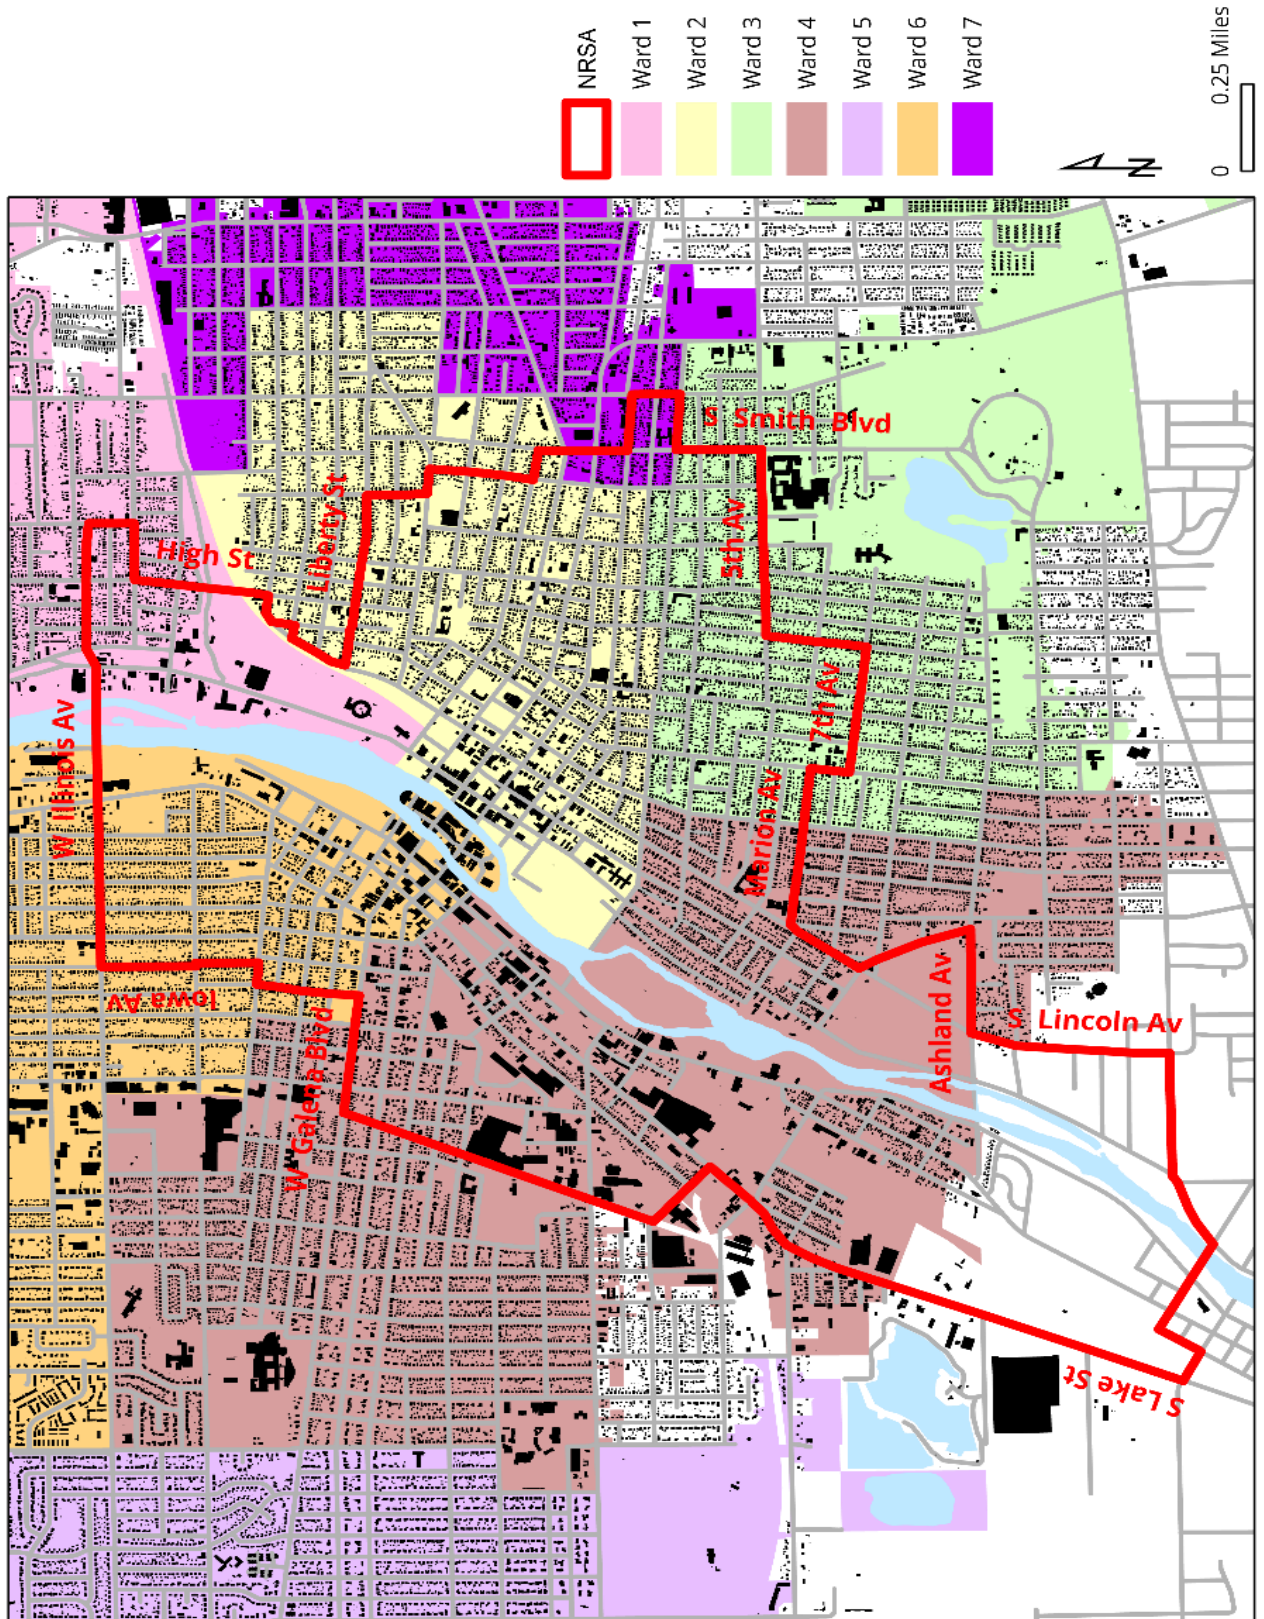 NRSA
Ward 1
Ward 2
Ward 3
Ward 4
Ward 5
Ward 6
Ward 7
N
0 0.25 Miles
W Illinois Av
High St
Liberty St
S Smith Blvd
5th Av
7th Av
Marion Av
Iowa Av
W Galena Blvd
Ashland Av
S Lincoln Av
S Lake St